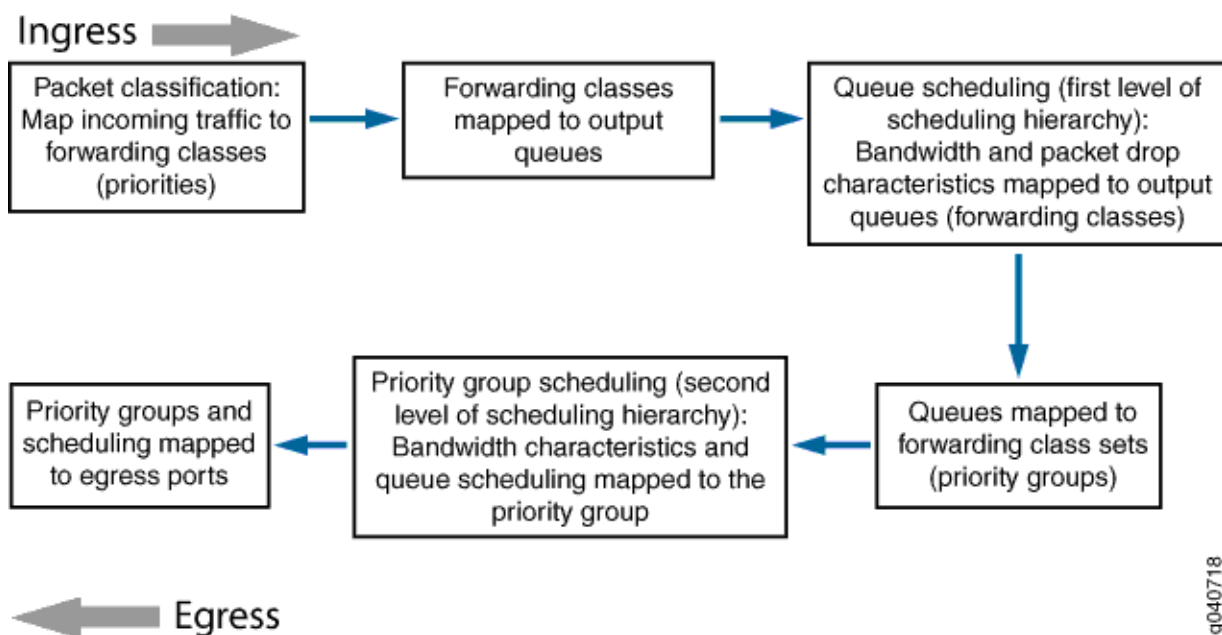 Ingress
Packet classification:
Map incoming traffic to
forwarding classes
(priorities)
Forwarding classes
mapped to output
queues
Queue scheduling (first level of
scheduling hierarchy):
Bandwidth and packet drop
characteristics mapped to output
queues (forwarding classes)
Queues mapped to
forwarding class sets
(priority groups)
Priority group scheduling (second
level of scheduling hierarchy):
Bandwidth characteristics and
queue scheduling mapped to the
priority group
Priority groups and
scheduling mapped
to egress ports
Egress
g040718